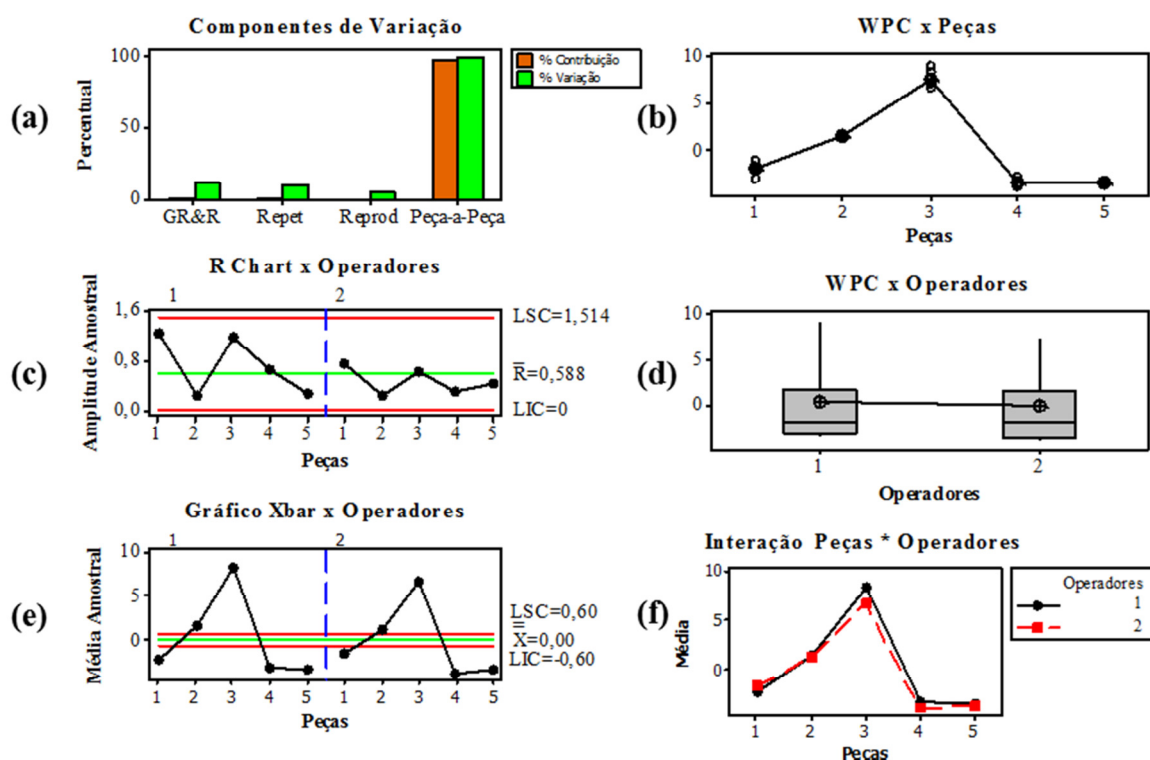 (a)
Componentes de Variação
Percentual
100
50
0
GR&R Repet Reprod Peça-a-Peça
% Contribuição
% Variação
(b)
WPC x Peças
10
5
0
1 2 3 4 5
Peças
(c)
R Chart x Operadores
Amplitude Amostral
1 2
1,6
0,8
0,0
LSC=1,514
R=0,588
LIC=0
1 2 3 4 5 1 2 3 4 5
Peças
(d)
WPC x Operadores
10
5
0
1 2
Operadores
(e)
Gráfico Xbar x Operadores
Média Amostral
1 2
10
5
0
LSC=0,60
X=0,00
LIC=-0,60
1 2 3 4 5 1 2 3 4 5
Peças
(f)
Interação Peças * Operadores
Média
10
5
0
1 2 3 4 5
Peças
Operadores
1
2